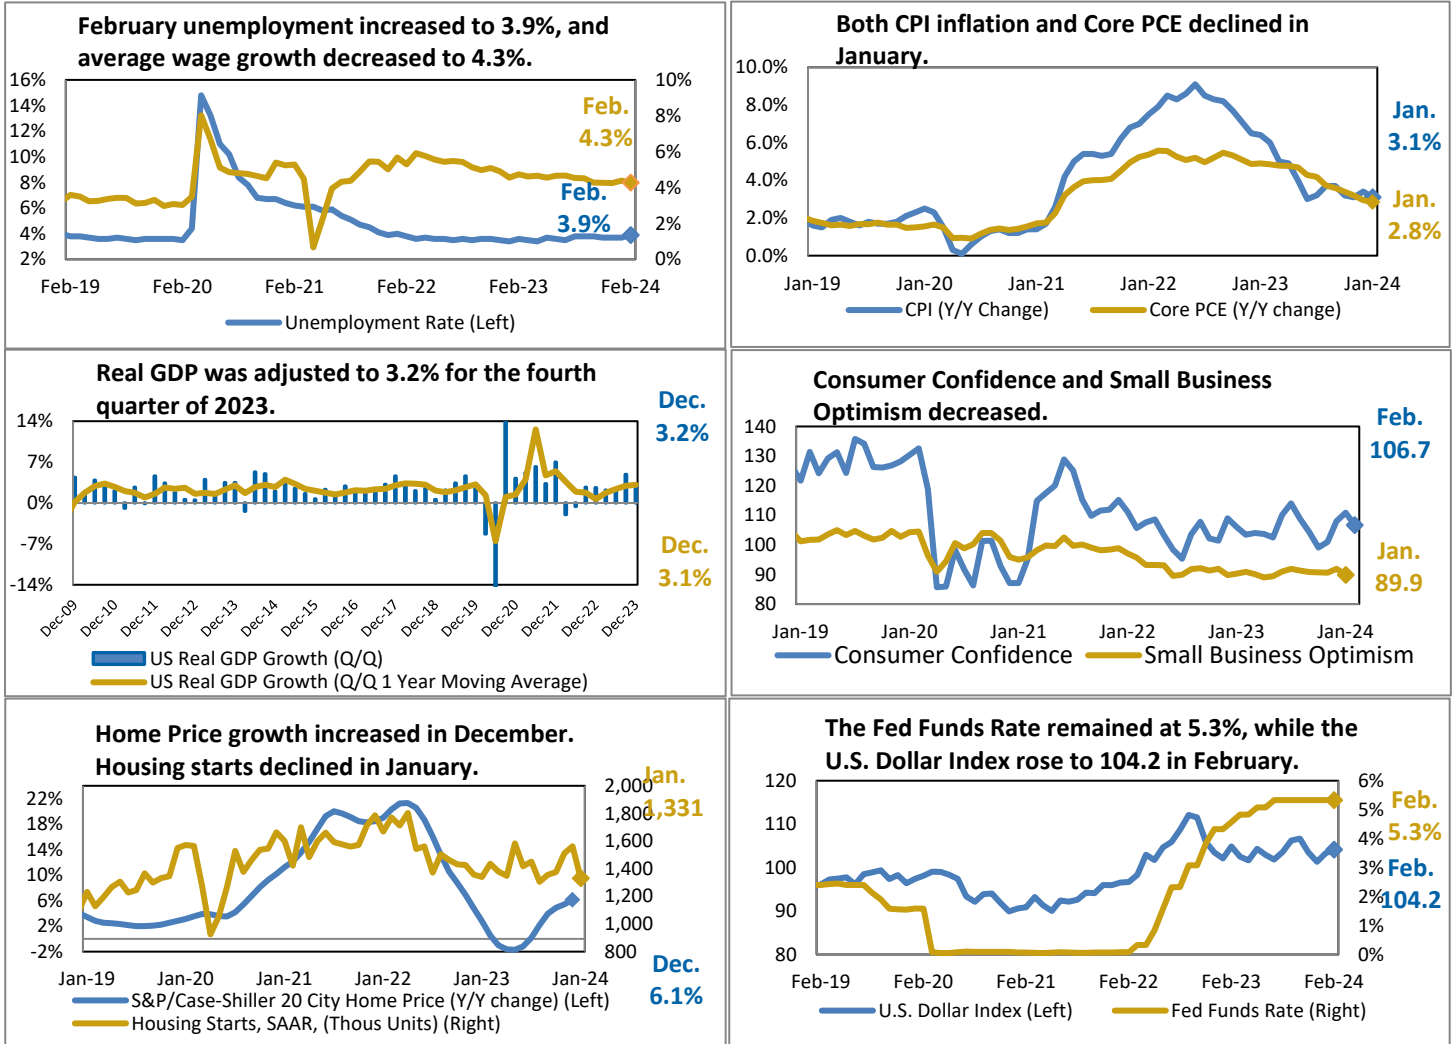 February unemployment increased to 3.9%, and
average wage growth decreased to 4.3%.
16%
14%
12%
10%
8%
6%
4%
2%
10%
8%
6%
4%
2%
0%
Feb.
4.3%
Feb.
3.9%
Feb-19
Feb-20
Feb-21
Feb-22
Feb-23
Feb-24
Unemployment Rate (Left)
Both CPI inflation and Core PCE declined in
January.
10.0%
8.0%
6.0%
4.0%
2.0%
0.0%
Jan.
3.1%
Jan.
2.8%
Jan-19
Jan-20
Jan-21
Jan-22
Jan-23
Jan-24
CPI (Y/Y Change)
Core PCE (Y/Y change)
Real GDP was adjusted to 3.2% for the fourth
quarter of 2023.
14%
7%
0%
-7%
-14%
Dec.
3.2%
Dec.
3.1%
Dec-09
Dec-10
Dec-11
Dec-12
Dec-13
Dec-14
Dec-15
Dec-16
Dec-17
Dec-18
Dec-19
Dec-20
Dec-21
Dec-22
Dec-23
US Real GDP Growth (Q/Q)
US Real GDP Growth (Q/Q 1 Year Moving Average)
Consumer Confidence and Small Business
Optimism decreased.
140
130
120
110
100
90
80
Feb.
106.7
Jan.
89.9
Jan-19
Jan-20
Jan-21
Jan-22
Jan-23
Jan-24
Consumer Confidence
Small Business Optimism
Home Price growth increased in December.
Housing starts declined in January.
22%
18%
14%
10%
6%
2%
-2%
2,000
1,800
1,600
1,400
1,200
1,000
800
Jan.
1,331
Dec.
6.1%
Jan-19
Jan-20
Jan-21
Jan-22
Jan-23
Jan-24
S&P/Case-Shiller 20 City Home Price (Y/Y change) (Left)
Housing Starts, SAAR, (Thous Units) (Right)
The Fed Funds Rate remained at 5.3%, while the
U.S. Dollar Index rose to 104.2 in February.
120
110
100
90
80
6%
5%
4%
3%
2%
1%
0%
Feb.
5.3%
Feb.
104.2
Feb-19
Feb-20
Feb-21
Feb-22
Feb-23
Feb-24
U.S. Dollar Index (Left)
Fed Funds Rate (Right)